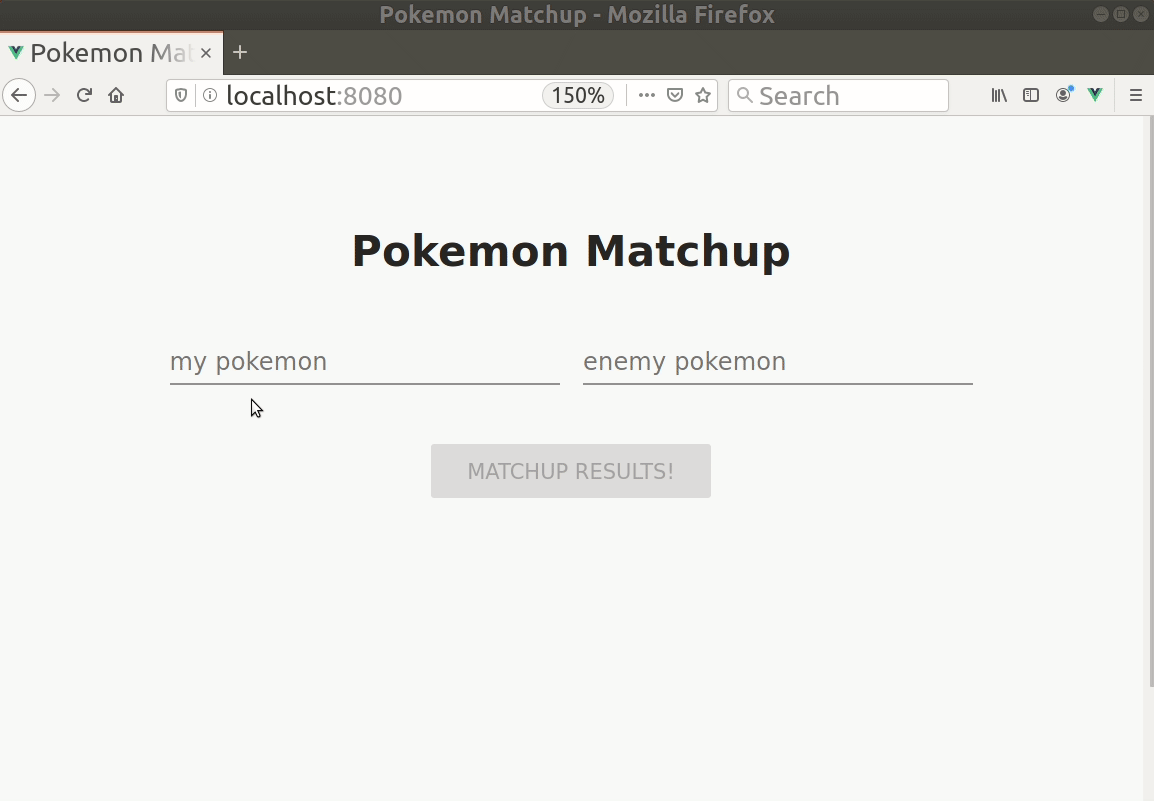 Pokemon Matchup - Mozilla Firefox
Pokemon Mat
localhost:8080 150% Search
Pokemon Matchup
my pokemon enemy pokemon
MATCHUP RESULTS!